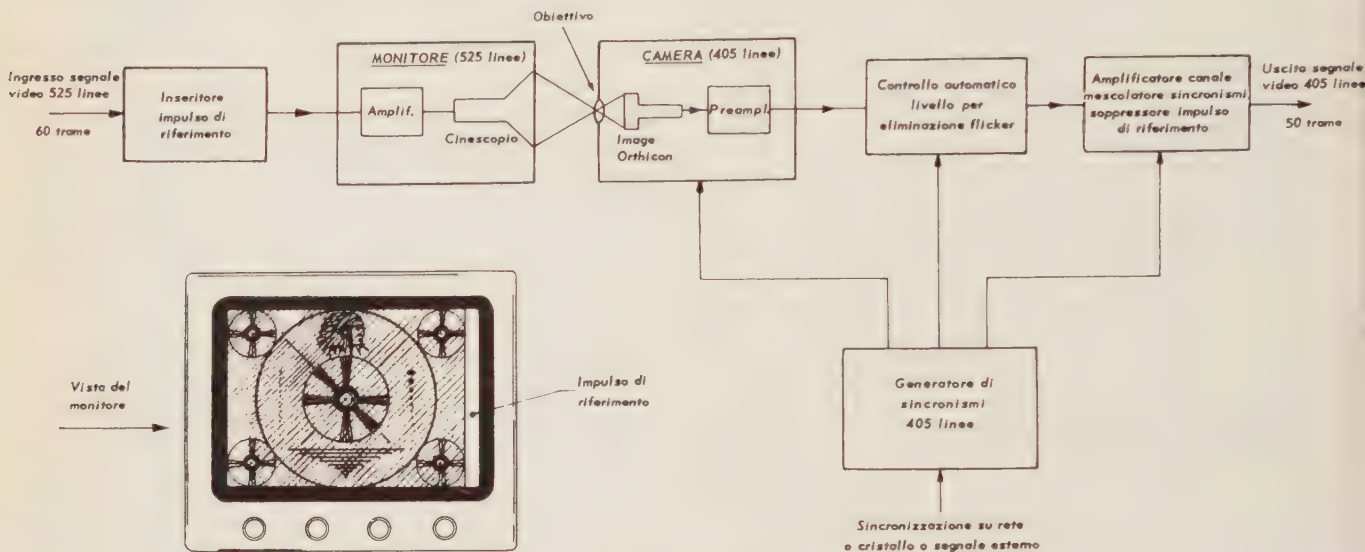 Obiettivo
Ingresso segnale
video 525 linee
60 trame
Inseritore
impulso di
riferimento
MONITORE (525 linee)
Amplif.
Cinescopio
CAMERA (405 linee)
Preampl.
Image
Orthicon
Controllo automatico
livello per
eliminazione flicker
Amplificatore canale
mescolatore sincronismi
soppressore impulso
di riferimento
Uscita segnale
video 405 linee
50 trame
Vista del
monitore
Impulso di
riferimento
Generatore di
sincronismi
405 linee
Sincronizzazione su rete
o cristallo o segnale esterno